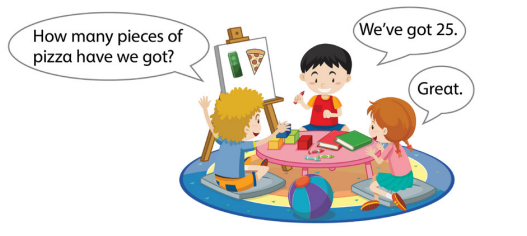 How many pieces of
pizza have we got?
We've got 25.
Great.